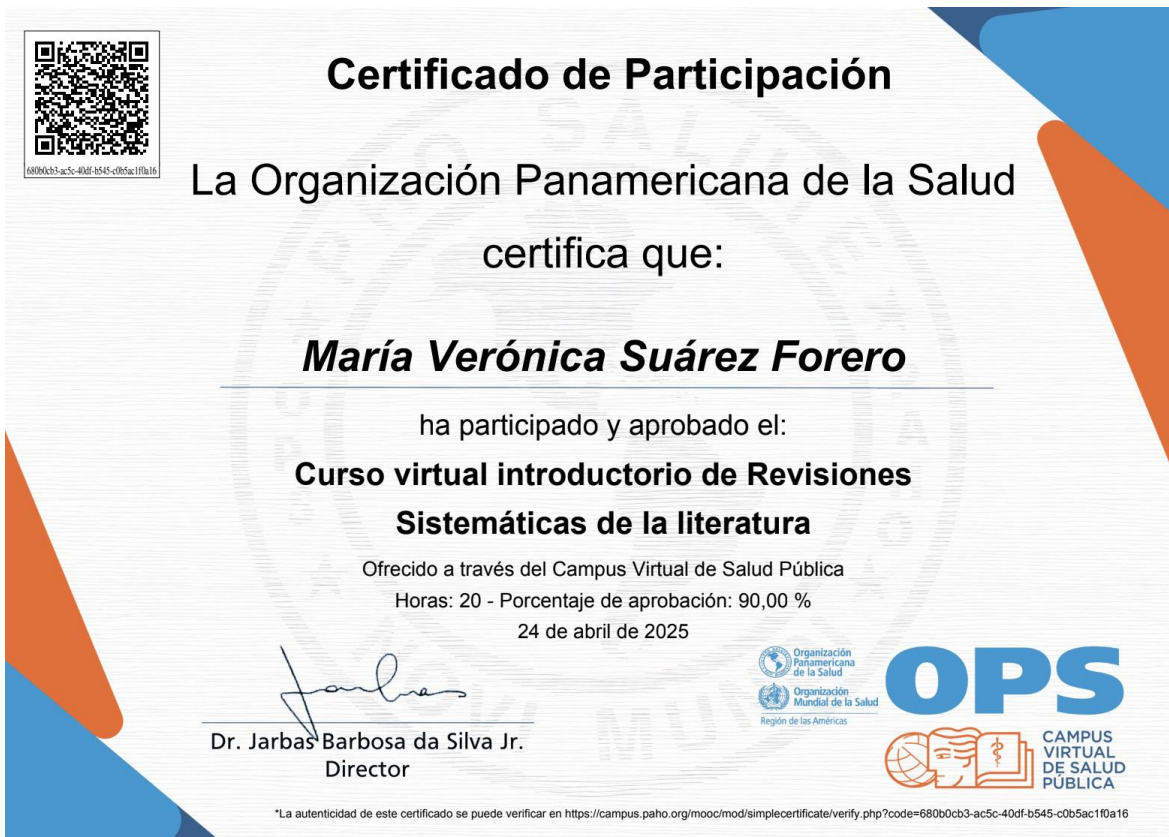 Certificado de Participación
680b0cb3-ac5c-40df-b545-c0b5ac1f0a16
La Organización Panamericana de la Salud
certifica que:
María Verónica Suárez Forero
ha participado y aprobado el:
Curso virtual introductorio de Revisiones
Sistemáticas de la literatura
Ofrecido a través del Campus Virtual de Salud Pública
Horas: 20 - Porcentaje de aprobación: 90,00 %
24 de abril de 2025
Dr. Jarbas Barbosa da Silva Jr.
Director
Organización
Panamericana
de la Salud
Organización
Mundial de la Salud
Región de las Américas
OPS
CAMPUS
VIRTUAL
DE SALUD
PÚBLICA
*La autenticidad de este certificado se puede verificar en https://campus.paho.org/mooc/mod/simplecertificate/verify.php?code=680b0cb3-ac5c-40df-b545-c0b5ac1f0a16